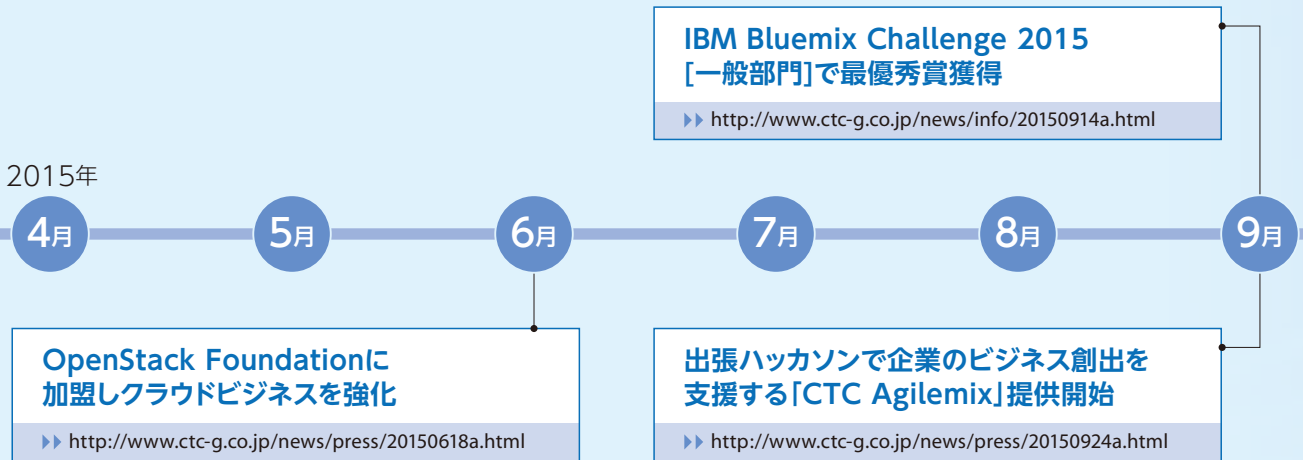 IBM Bluemix Challenge 2015
[一般部門]で最優秀賞獲得
http://www.ctc-g.co.jp/news/info/20150914a.html
2015年
4月
5月
6月
7月
8月
9月
OpenStack Foundationに
加盟しクラウドビジネスを強化
http://www.ctc-g.co.jp/news/press/20150618a.html
出張ハッカソンで企業のビジネス創出を
支援する「CTC Agilemix」提供開始
http://www.ctc-g.co.jp/news/press/20150924a.html